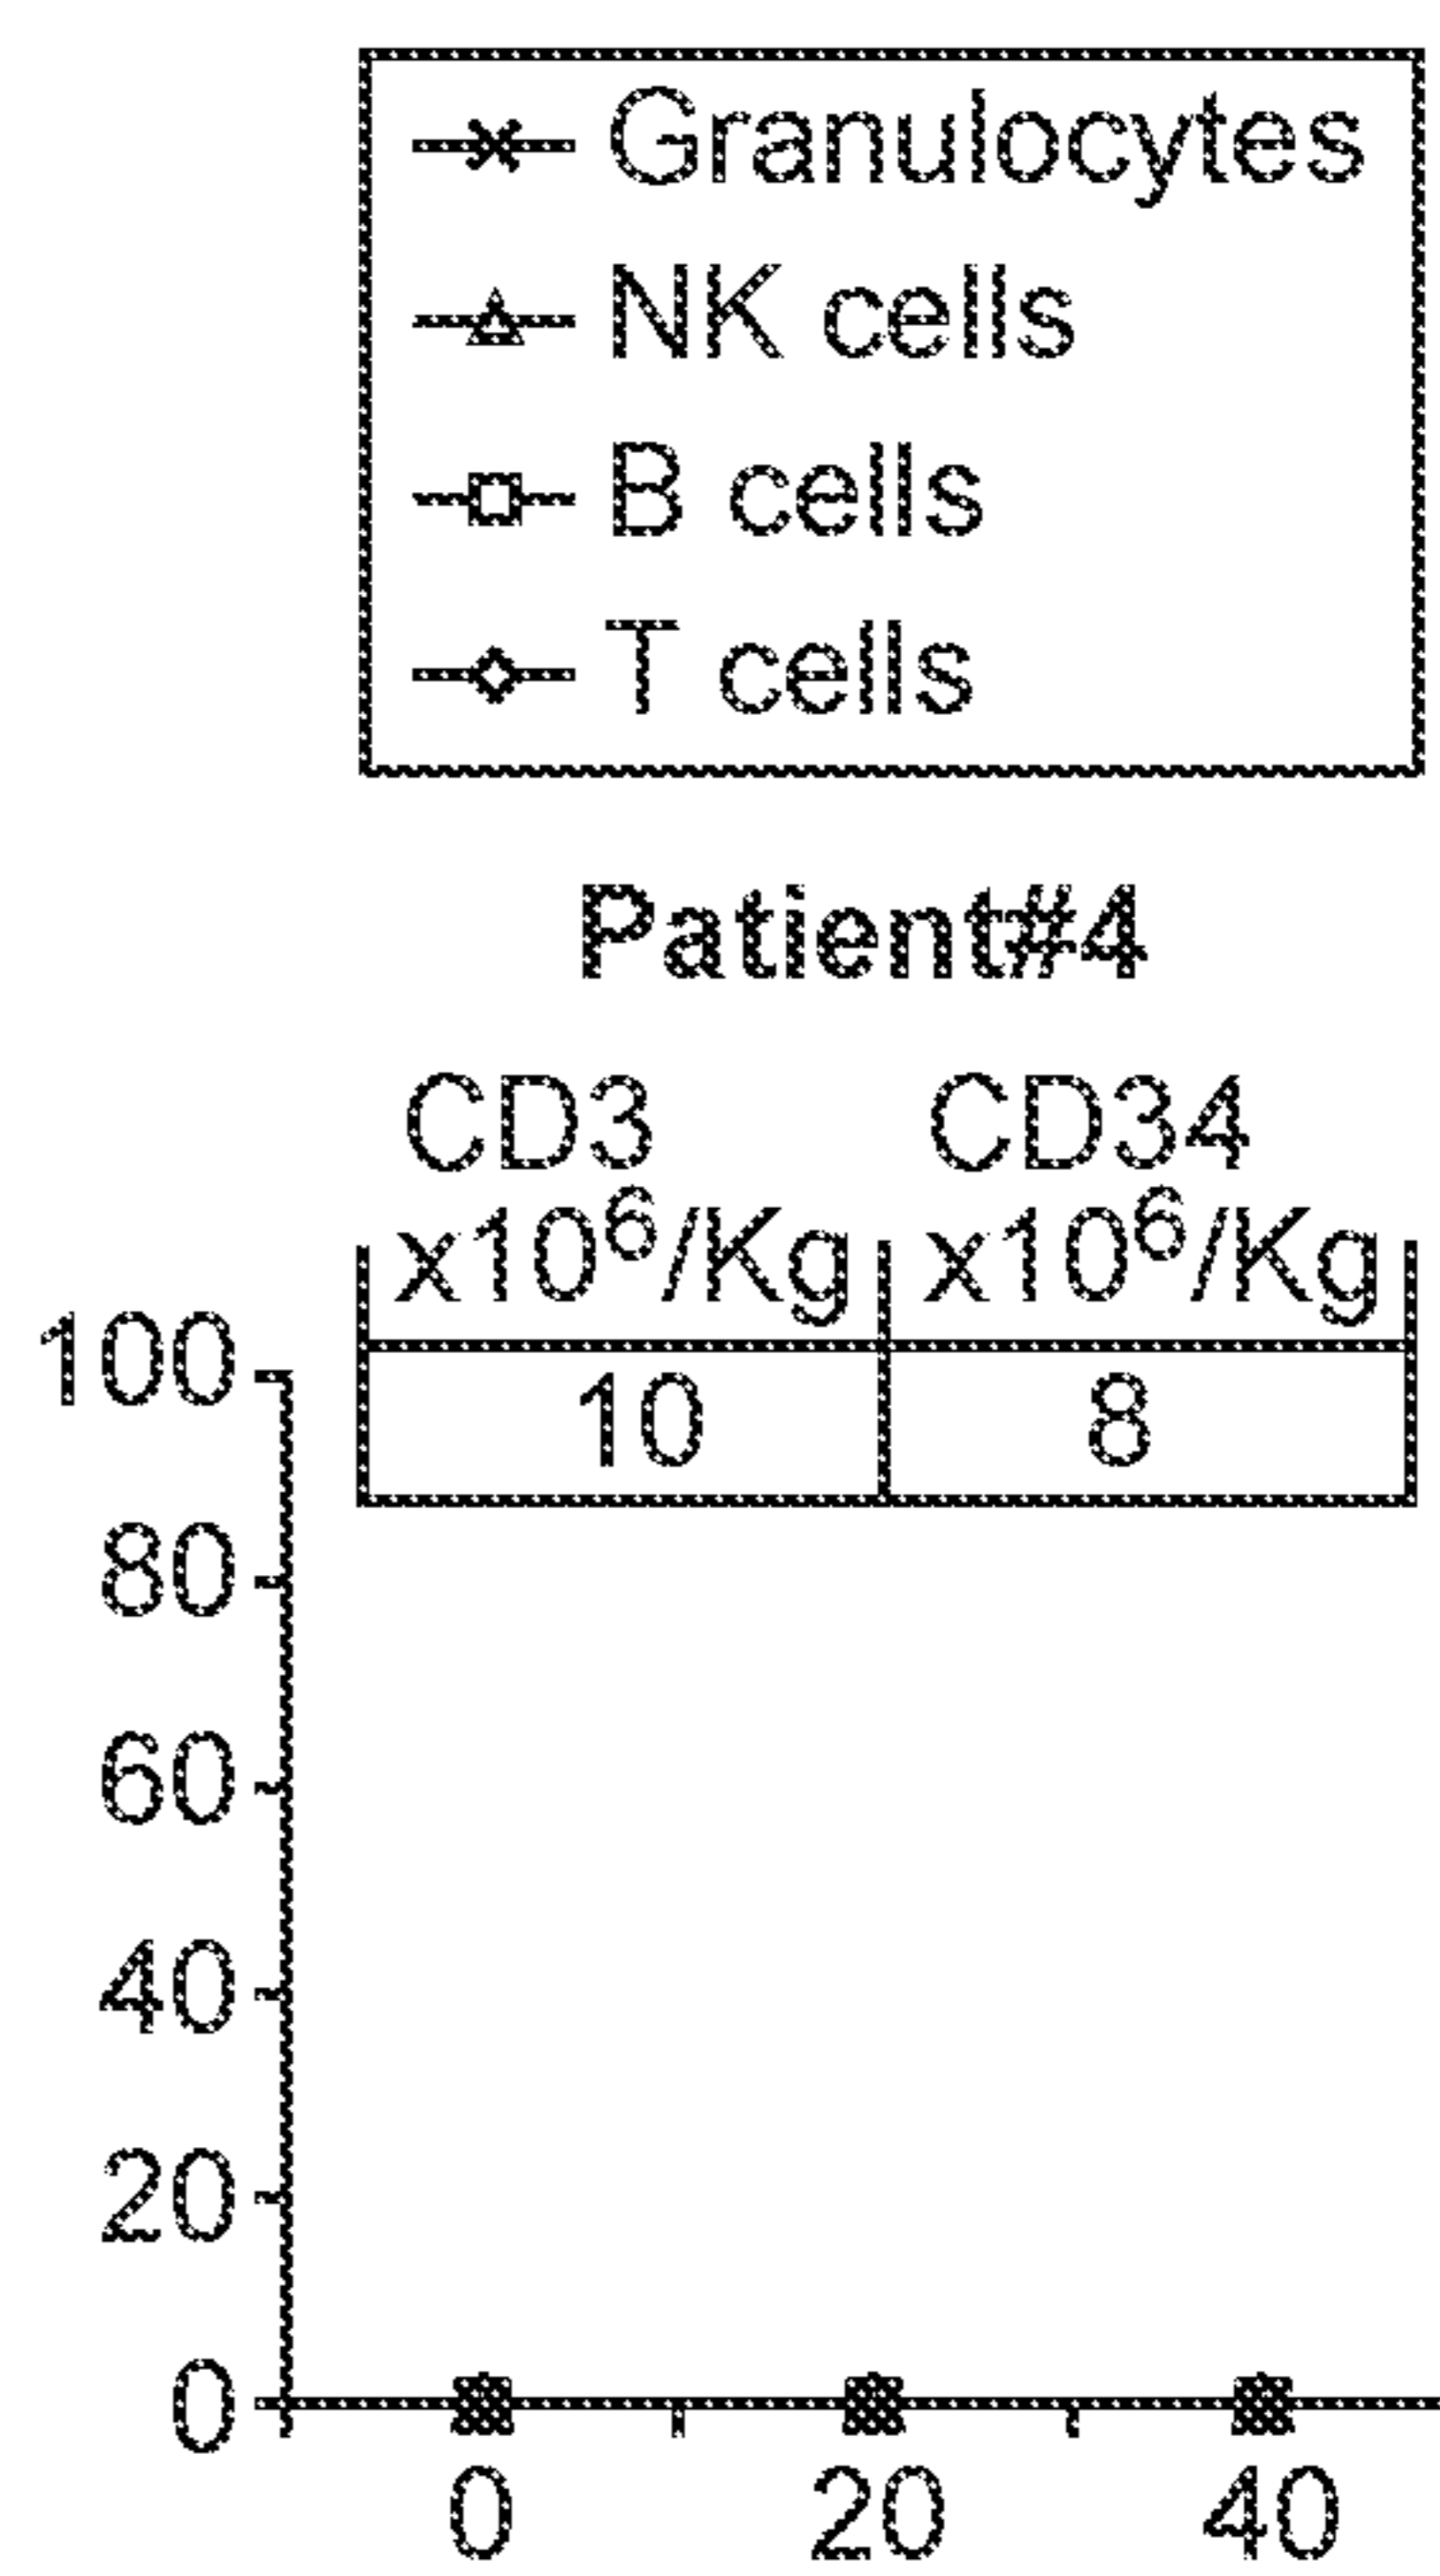 Granulocytes
NK cells
B cells
T cells
Patient#4
CD3 CD34
x10⁶/Kg x10⁶/Kg
10 8
100
80
60
40
20
0
0 20 40